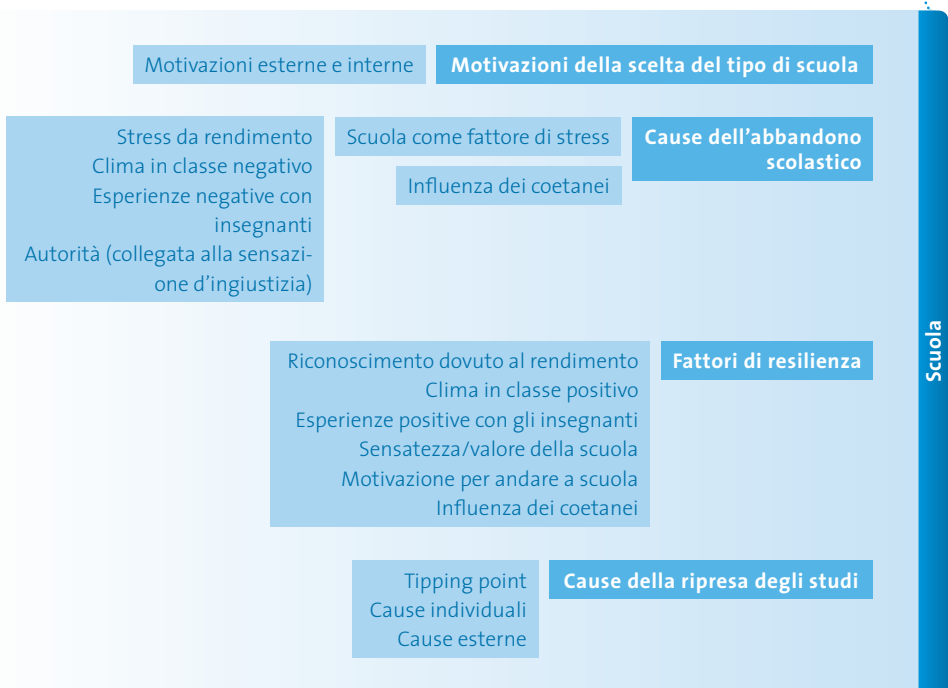 Motivazioni esterne e interne
Motivazioni della scelta del tipo di scuola
Stress da rendimento
Clima in classe negativo
Esperienze negative con
insegnanti
Autorità (collegata alla sensazi-
one d'ingiustizia)
Scuola come fattore di stress
Influenza dei coetanei
Cause dell'abbandono
scolastico
Riconoscimento dovuto al rendimento
Clima in classe positivo
Esperienze positive con gli insegnanti
Sensatezza/valore della scuola
Motivazione per andare a scuola
Influenza dei coetanei
Fattori di resilienza
Tipping point
Cause individuali
Cause esterne
Cause della ripresa degli studi
Scuola